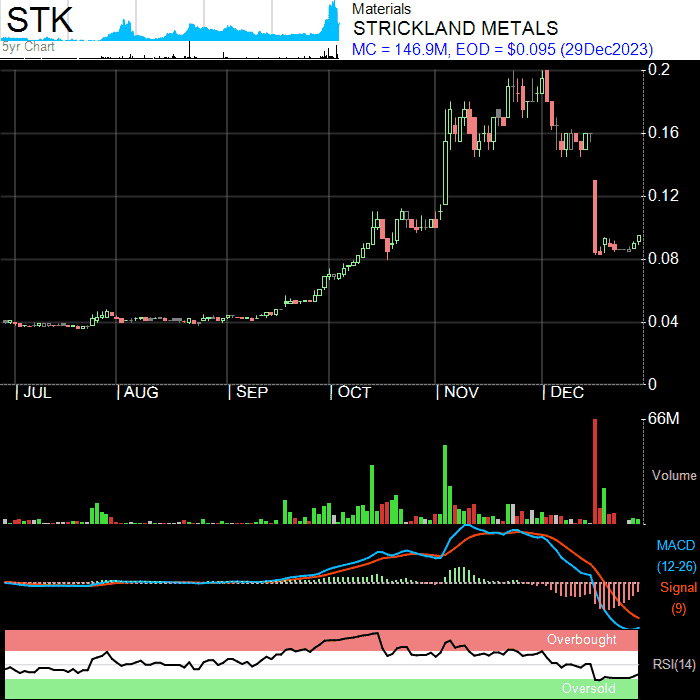 STK
5yr Chart
Materials
STRICKLAND METALS
MC = 146.9M, EOD = $0.095 (29Dec2023)
0.2
0.16
0.12
0.08
0.04
0
JUL AUG SEP OCT NOV DEC
66M
Volume
MACD
(12-26)
Signal
(9)
Overbought
RSI(14)
Oversold